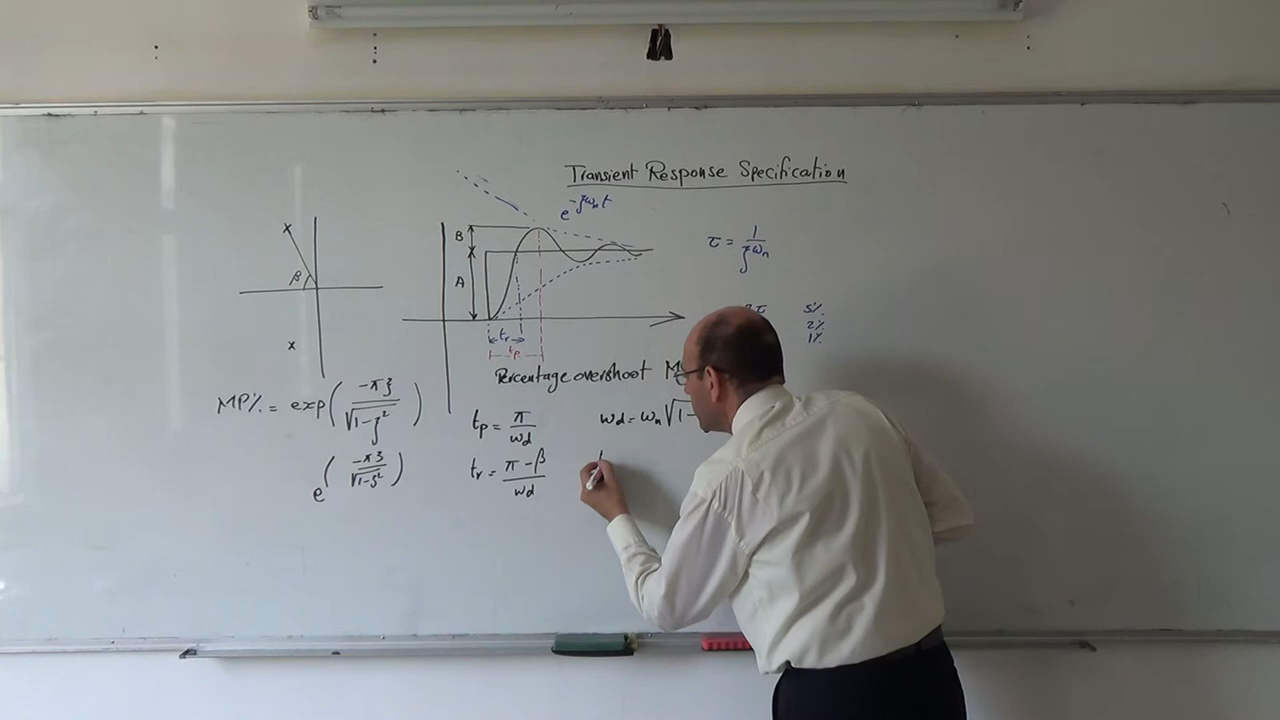 Transient Response Specification
e^-ζωnt
B
A
β
τ = 1/ζωn
5%
2%
1%
tr
tp
Percentage overshoot M
MP% = exp(-πζ/√1-ζ²)
tp = π/ωd
ωd = ωn√1-
e^(-πζ/√1-ζ²)
tr = π-β/ωd